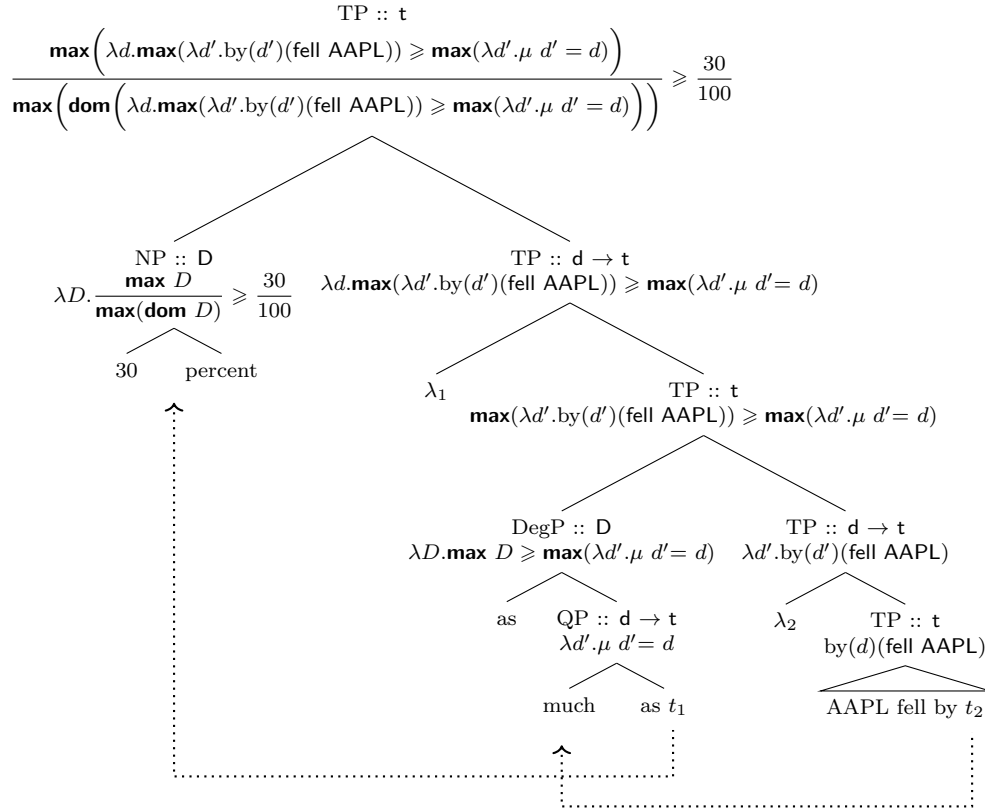 TP :: t
max(λd.max(λd′.by(d′)(fell AAPL)) ⩾ max(λd′.μ d′ = d))
max(dom(λd.max(λd′.by(d′)(fell AAPL)) ⩾ max(λd′.μ d′ = d))) ⩾ 30/100
NP :: D
λD. max D / max(dom D) ⩾ 30/100
30 percent
TP :: d → t
λd.max(λd′.by(d′)(fell AAPL)) ⩾ max(λd′.μ d′= d)
λ₁
TP :: t
max(λd′.by(d′)(fell AAPL)) ⩾ max(λd′.μ d′= d)
DegP :: D
λD.max D ⩾ max(λd′.μ d′= d)
TP :: d → t
λd′.by(d′)(fell AAPL)
as
QP :: d → t
λd′.μ d′= d
λ₂
TP :: t
by(d)(fell AAPL)
much as t₁
AAPL fell by t₂